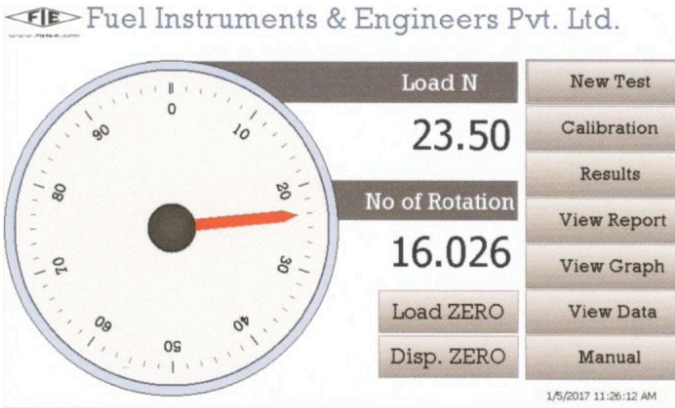 FIE
Fuel Instruments & Engineers Pvt. Ltd.
Load N
23.50
No of Rotation
16.026
Load ZERO
Disp. ZERO
New Test
Calibration
Results
View Report
View Graph
View Data
Manual
0
10
20
30
40
50
60
70
80
90
1/5/2017 11:26:12 AM